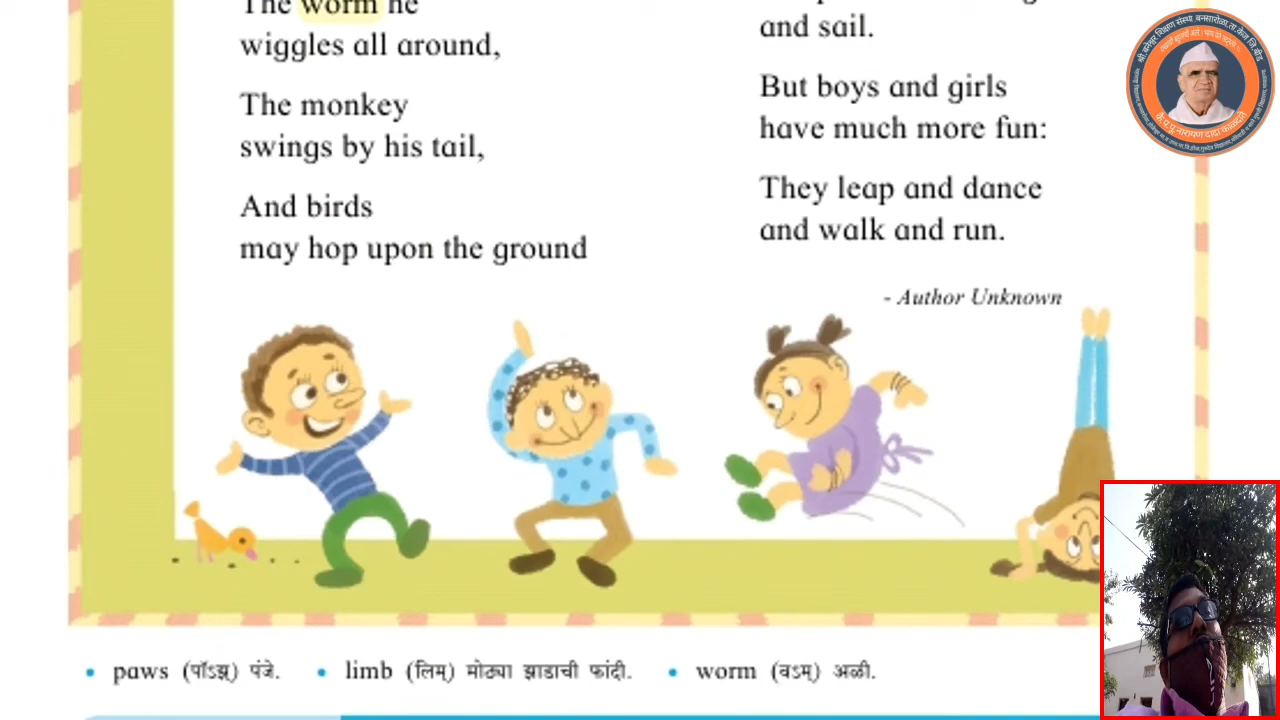 The worm he
wiggles all around,
The monkey
swings by his tail,
And birds
may hop upon the ground
and sail.
But boys and girls
have much more fun:
They leap and dance
and walk and run.
- Author Unknown
• paws (पॉऽझ्) पंजे. • limb (लिम्) मोठ्या झाडाची फांदी. • worm (वऽम्) अळी.